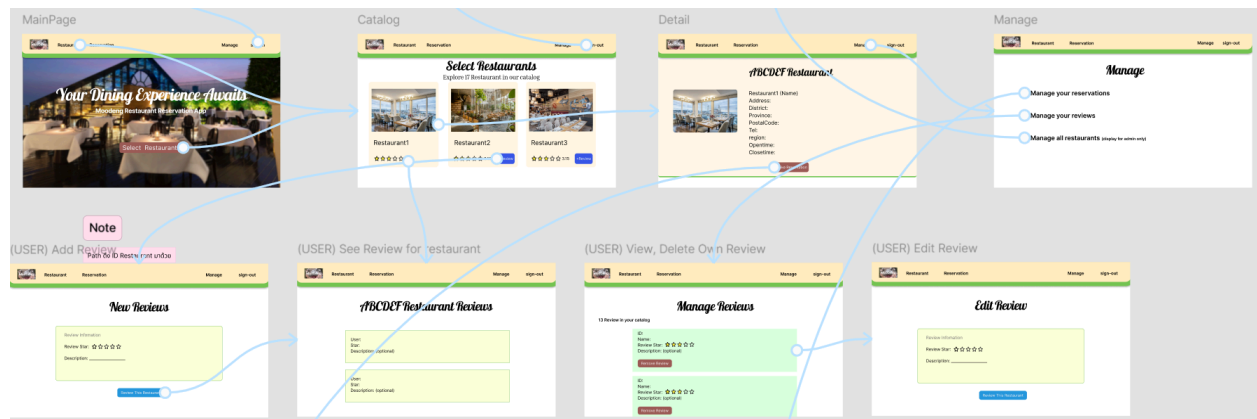 MainPage
Catalog
Detail
Manage
Reservation
Manage
Restaurant
Reservation
Restaurant
Reservation
sign-out
Restaurant
Reservation
Manage
sign-out
Your Dining Experience Awaits
Moodeng Restaurant Reservation App
Select Restaurant
Select Restaurants
Explore 17 Restaurant in our catalog
Restaurant1
Restaurant2
Restaurant3
ABCDEF Restaurant
Restaurant1 (Name)
Address:
District:
Province:
PostalCode:
Tel:
region:
Opentime:
Closetime:
Manage
Manage your reservations
Manage your reviews
Manage all restaurants (display for admin only)
Note
Path ดึง ID Restaurant มาด้วย
(USER) Add Review
(USER) See Review for restaurant
(USER) View, Delete Own Review
(USER) Edit Review
Restaurant
Reservation
Manage
sign-out
Restaurant
Reservation
Manage
sign-out
Restaurant
Reservation
Manage
sign-out
Restaurant
Reservation
Manage
sign-out
New Reviews
Review Infomation
Review Star:
Description:
Review This Restaurant
ABCDEF Restaurant Reviews
User:
Star:
Description: (optional)
User:
Star:
Description: (optional)
Manage Reviews
13 Review in your catalog
ID:
Name:
Review Star:
Description: (optional)
Remove Review
ID:
Name:
Review Star:
Description: (optional)
Remove Review
Edit Review
Review Infomation
Review Star:
Description:
Review This Restaurant